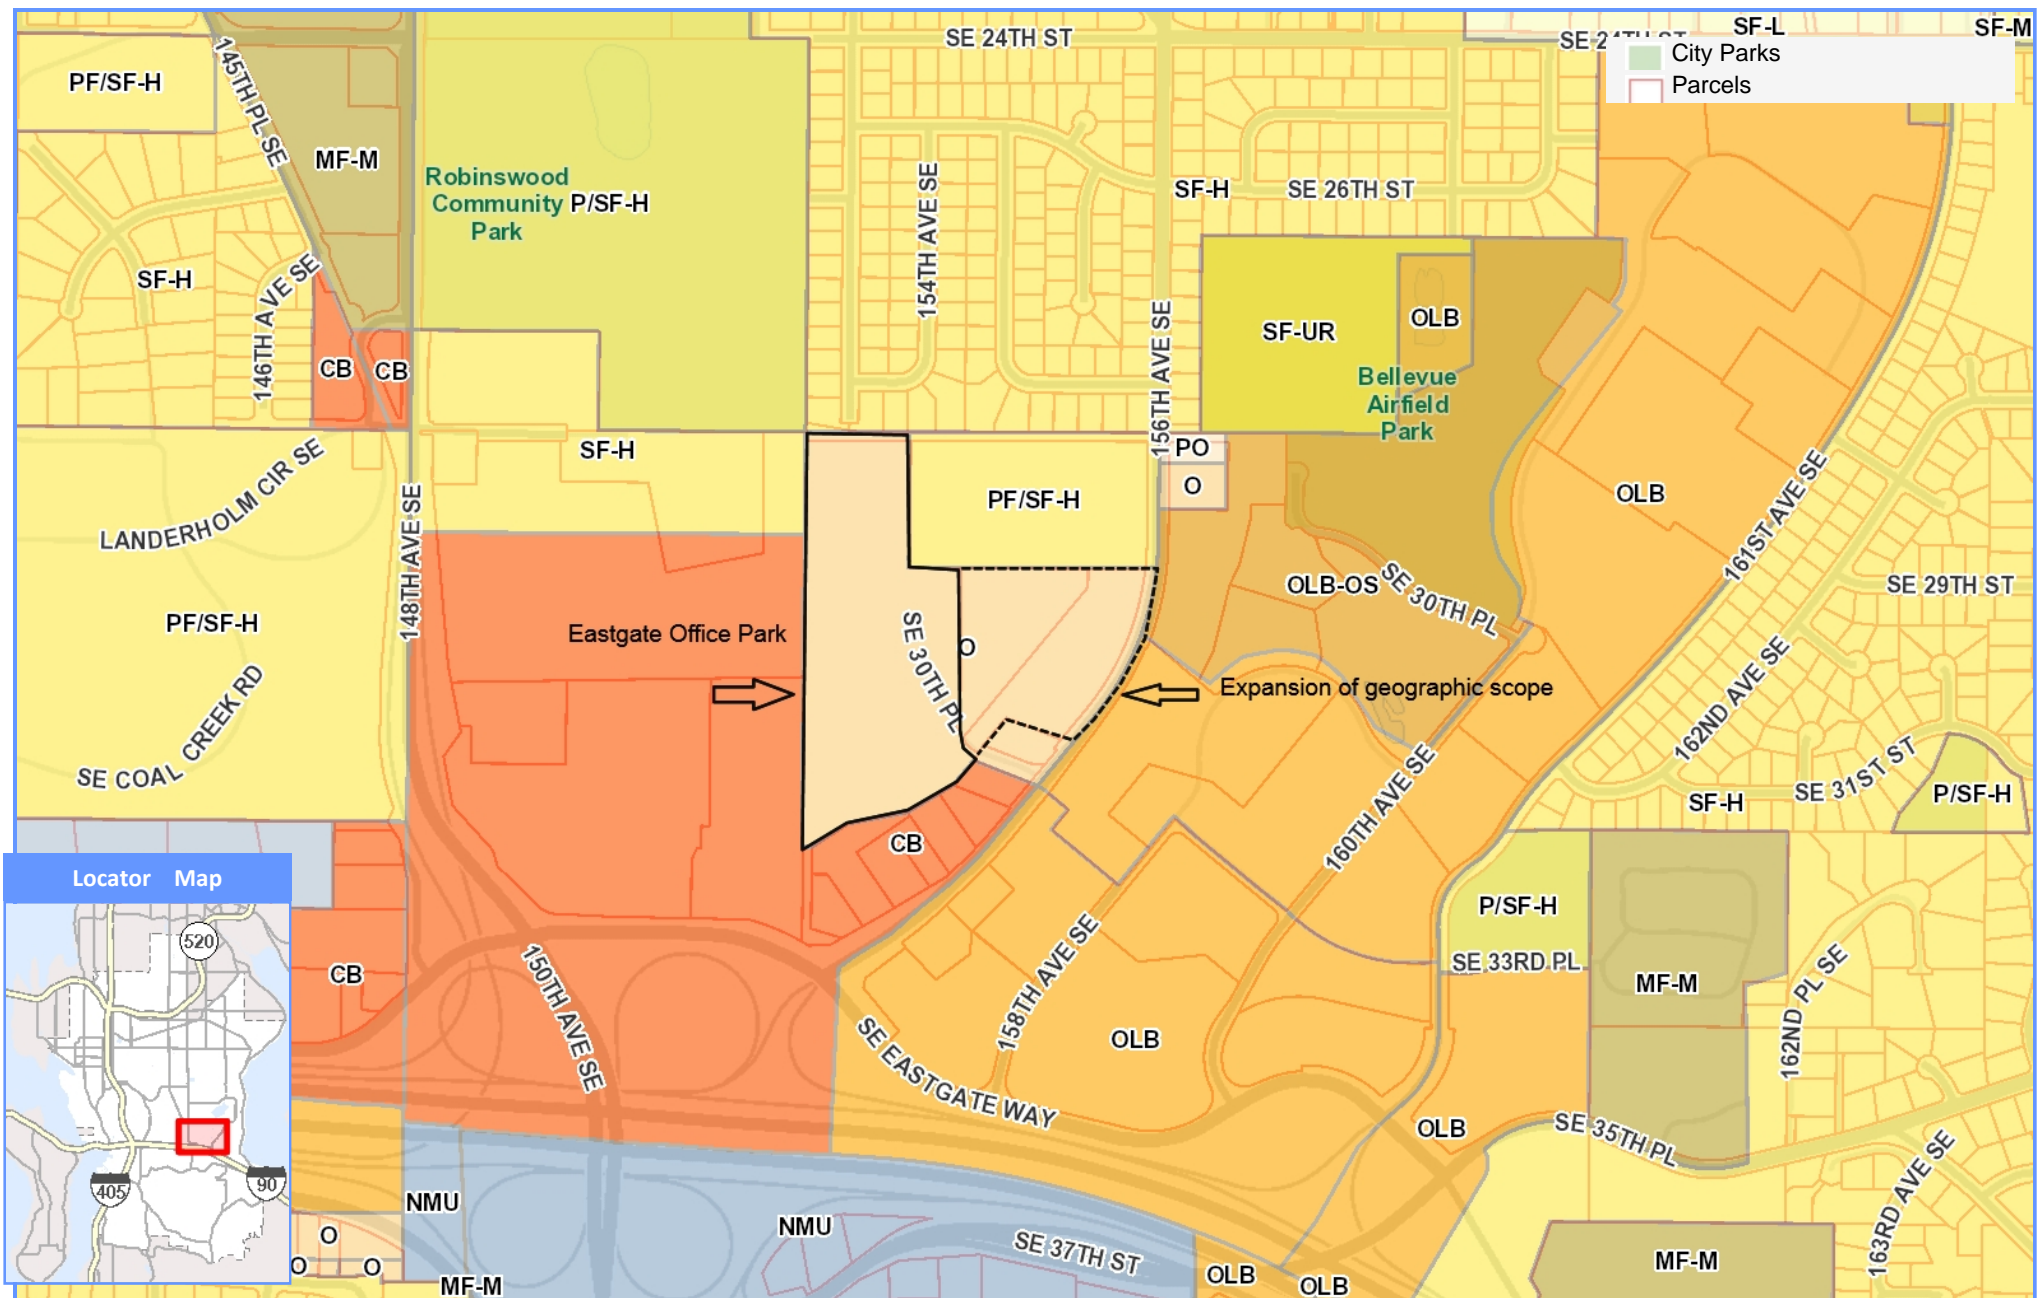 SE 24TH ST
SF-L
SF-M
SE 24TH ST
City Parks
Parcels
PF/SF-H
145TH PL SE
MF-M
Robinswood
Community
Park
P/SF-H
154TH AVE SE
SF-H
SE 26TH ST
SF-H
146TH AVE SE
CB
CB
156TH AVE SE
SF-UR
OLB
Bellevue
Airfield
Park
LANDERHOLM CIR SE
SF-H
PO
O
PF/SF-H
OLB
148TH AVE SE
161ST AVE SE
PF/SF-H
Eastgate Office Park
SE 30TH PL
O
OLB-OS
SE 30TH PL
SE 29TH ST
Expansion of geographic scope
SE COAL CREEK RD
162ND AVE SE
SE 31ST ST
SF-H
P/SF-H
160TH AVE SE
CB
Locator Map
520
405
90
P/SF-H
SE 33RD PL
CB
150TH AVE SE
158TH AVE SE
MF-M
162ND PL SE
OLB
SE EASTGATE WAY
OLB
SE 35TH PL
163RD AVE SE
NMU
NMU
O
O
O
SE 37TH ST
MF-M
MF-M
OLB
OLB